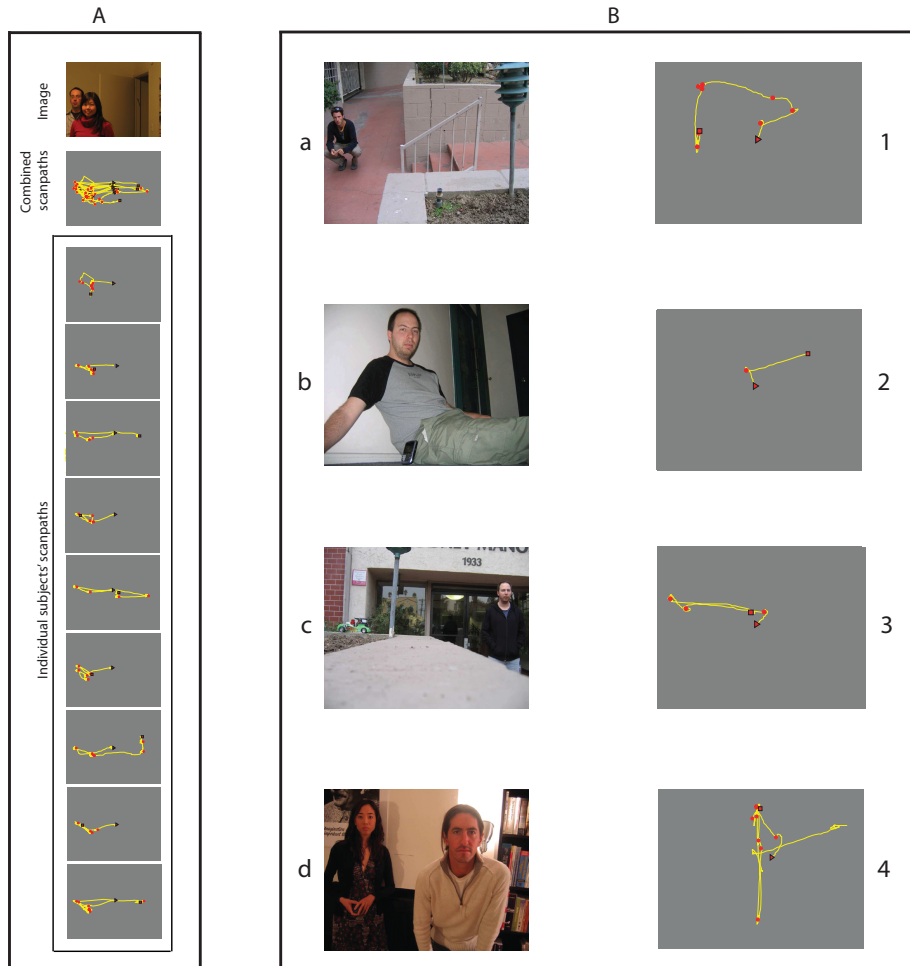 A
B
Image
Combined
scanpaths
Individual subjects' scanpaths
a
1
b
2
c
1933
3
d
4